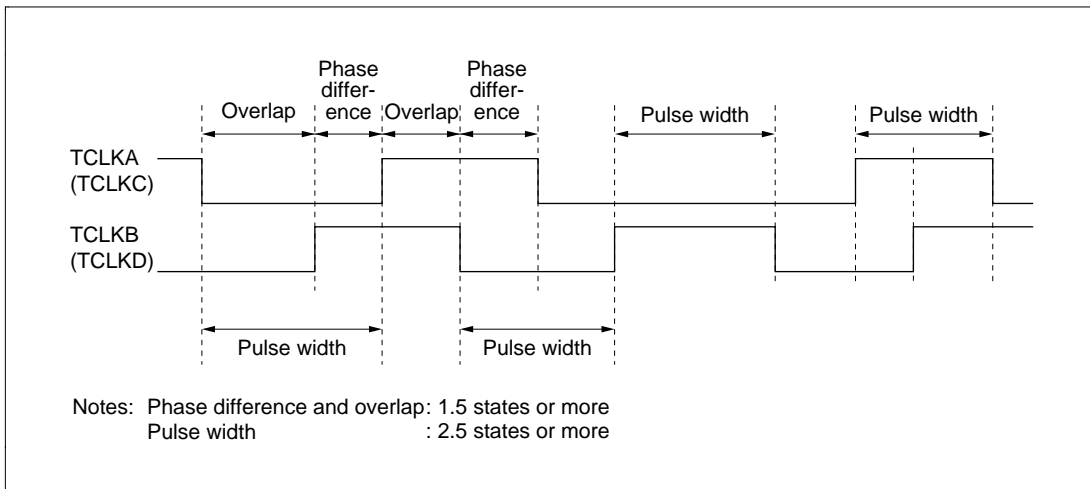 Phase
differ-
ence
Phase
differ-
ence
Overlap
Overlap
Pulse width
Pulse width
TCLKA
(TCLKC)
TCLKB
(TCLKD)
Pulse width
Pulse width
Notes: Phase difference and overlap : 1.5 states or more
Pulse width : 2.5 states or more